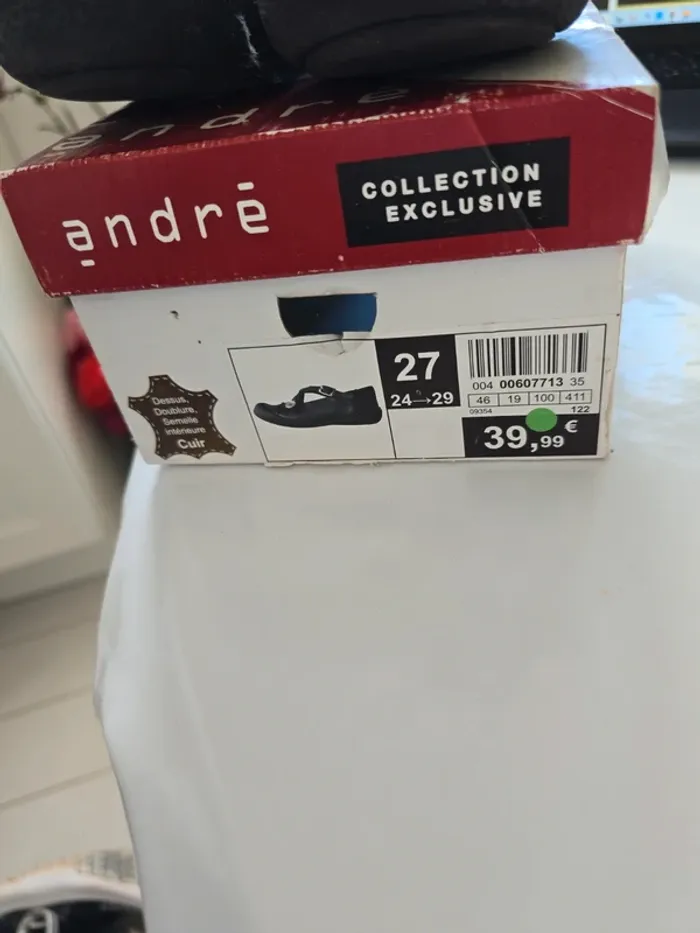 andré
andrē
COLLECTION
EXCLUSIVE
Dessus,
Doublure,
Semelle
intérieure
Cuir
27
24→29
004 00607713 35
46 19 100 411
09354 122
39,99 €